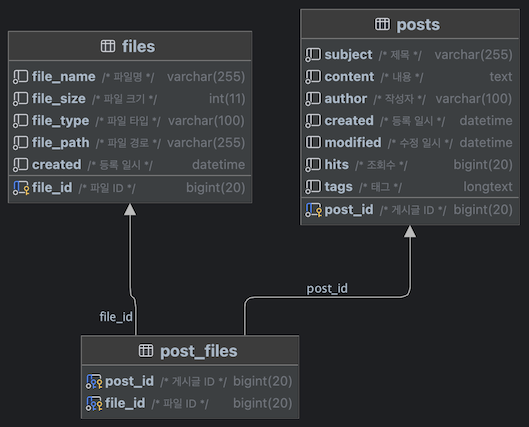 files
file_name /* 파일명 */ varchar(255)
file_size /* 파일 크기 */ int(11)
file_type /* 파일 타입 */ varchar(100)
file_path /* 파일 경로 */ varchar(255)
created /* 등록 일시 */ datetime
file_id /* 파일 ID */ bigint(20)
posts
subject /* 제목 */ varchar(255)
content /* 내용 */ text
author /* 작성자 */ varchar(100)
created /* 등록 일시 */ datetime
modified /* 수정 일시 */ datetime
hits /* 조회수 */ bigint(20)
tags /* 태그 */ longtext
post_id /* 게시글 ID */ bigint(20)
post_id
file_id
post_files
post_id /* 게시글 ID */ bigint(20)
file_id /* 파일 ID */ bigint(20)